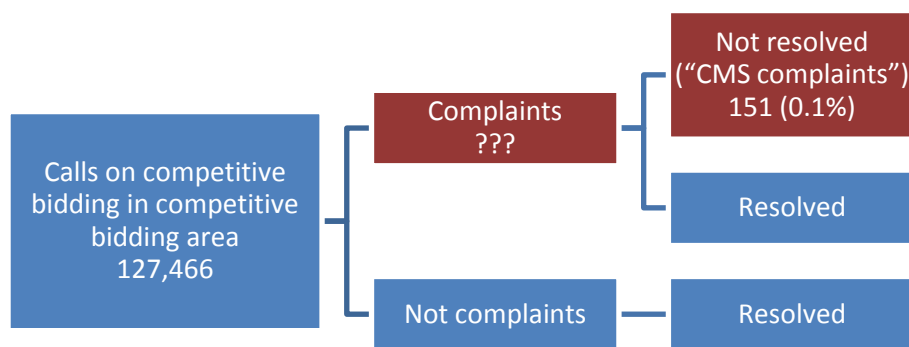 Calls on competitive
bidding in competitive
bidding area
127,466
Complaints
???
Not complaints
Not resolved
(“CMS complaints”)
151 (0.1%)
Resolved
Resolved